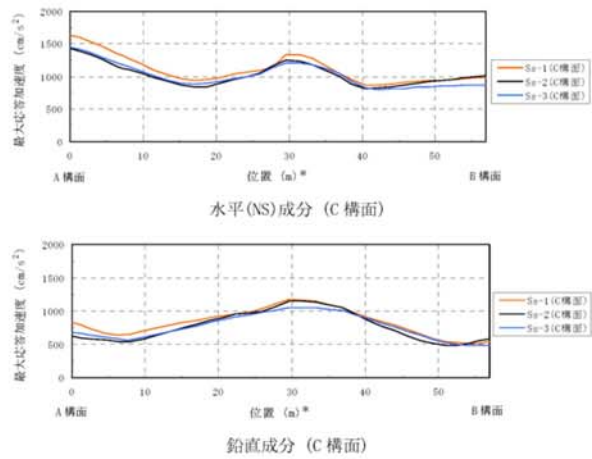 2000
1500
1000
500
0
最大応答加速度 (cm/s²)
0 10 20 30 40 50
A構面 位置 (m)* B構面
Ss-1(C構面)
Ss-2(C構面)
Ss-3(C構面)
水平(NS)成分 (C構面)
2000
1500
1000
500
0
最大応答加速度 (cm/s²)
0 10 20 30 40 50
A構面 位置 (m)* B構面
Ss-1(C構面)
Ss-2(C構面)
Ss-3(C構面)
鉛直成分 (C構面)